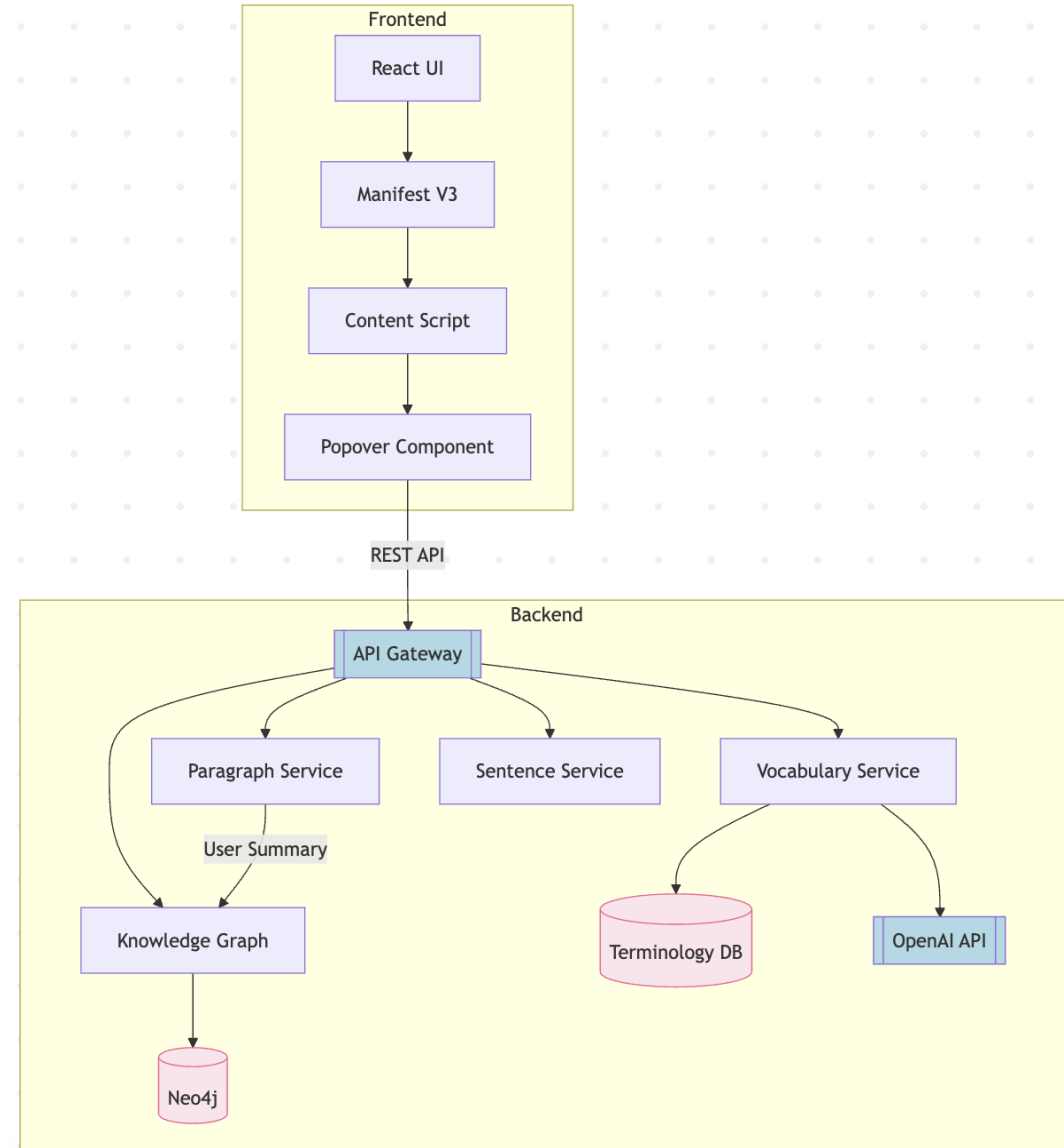 Frontend
React UI
Manifest V3
Content Script
Popover Component
REST API
Backend
API Gateway
Paragraph Service
Sentence Service
Vocabulary Service
User Summary
Knowledge Graph
Terminology DB
OpenAI API
Neo4j